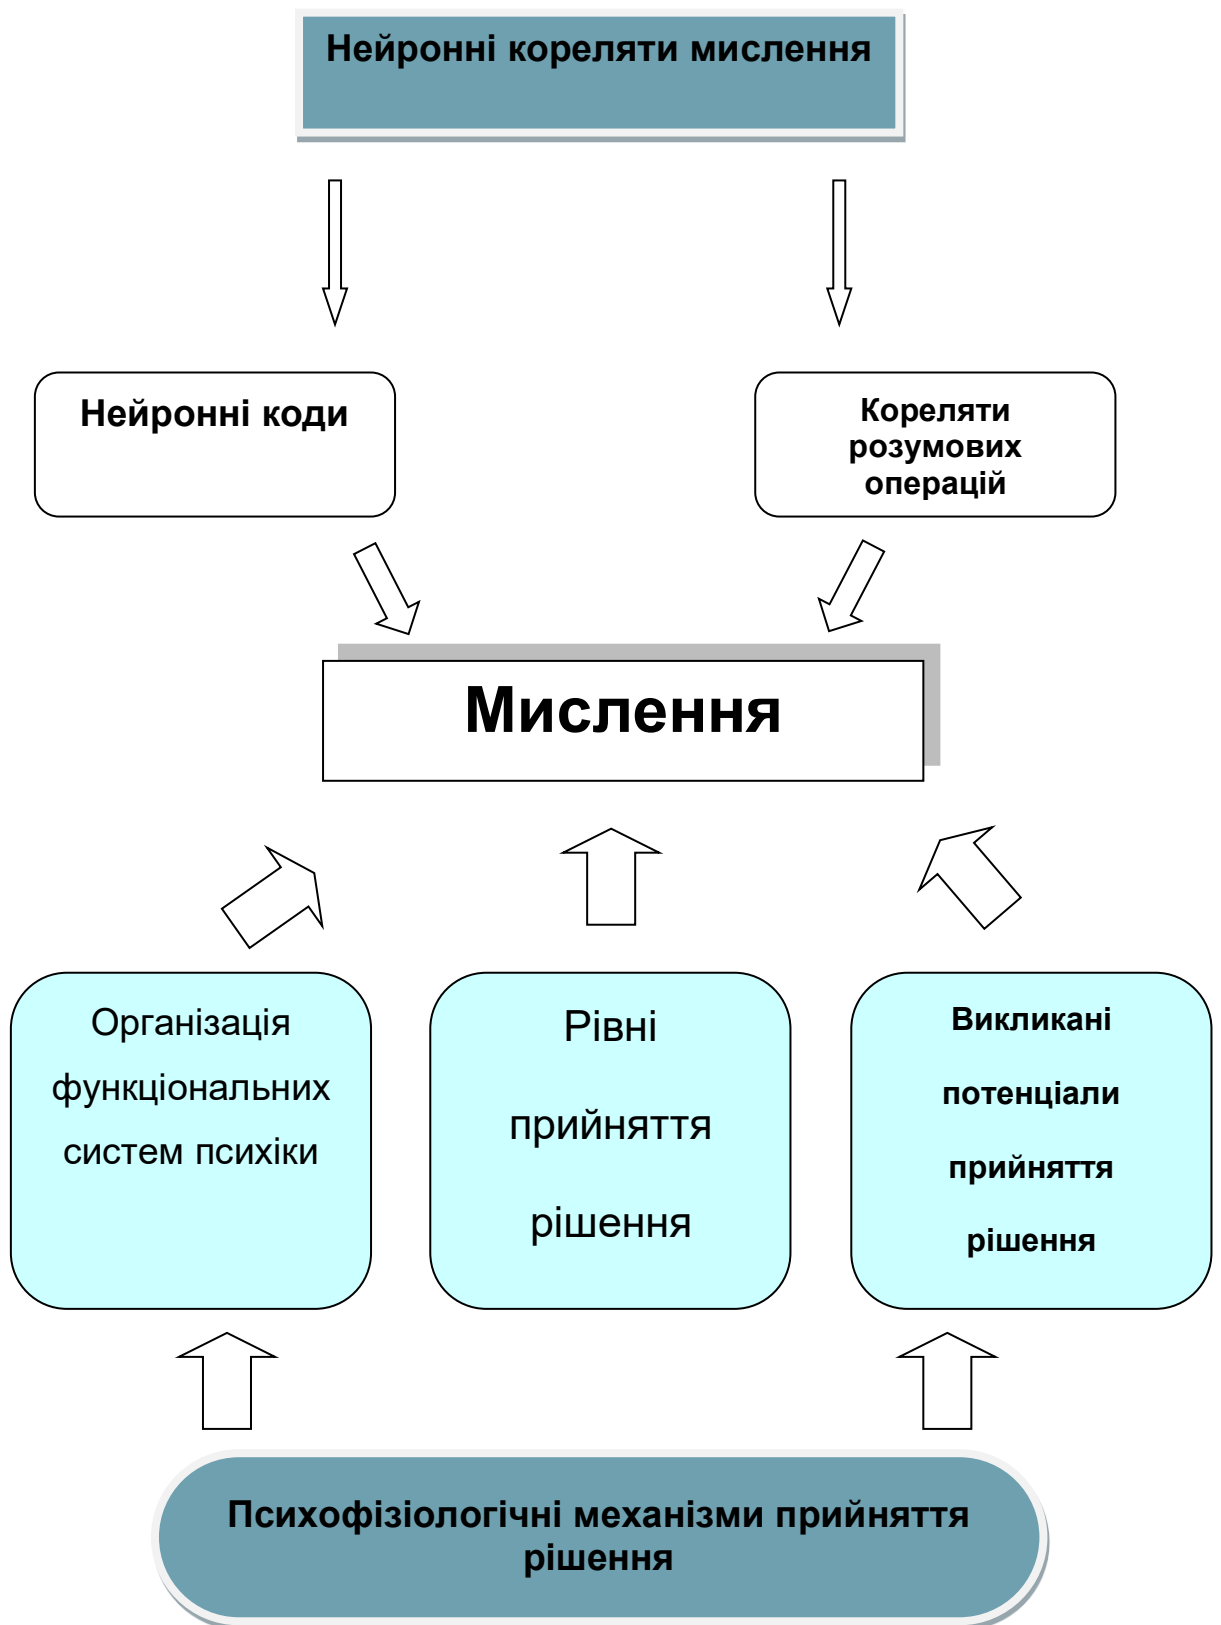 Нейронні кореляти мислення
Нейронні коди
Кореляти
розумових
операцій
Мислення
Організація
функціональних
систем психіки
Рівні
прийняття
рішення
Викликані
потенціали
прийняття
рішення
Психофізіологічні механізми прийняття
рішення